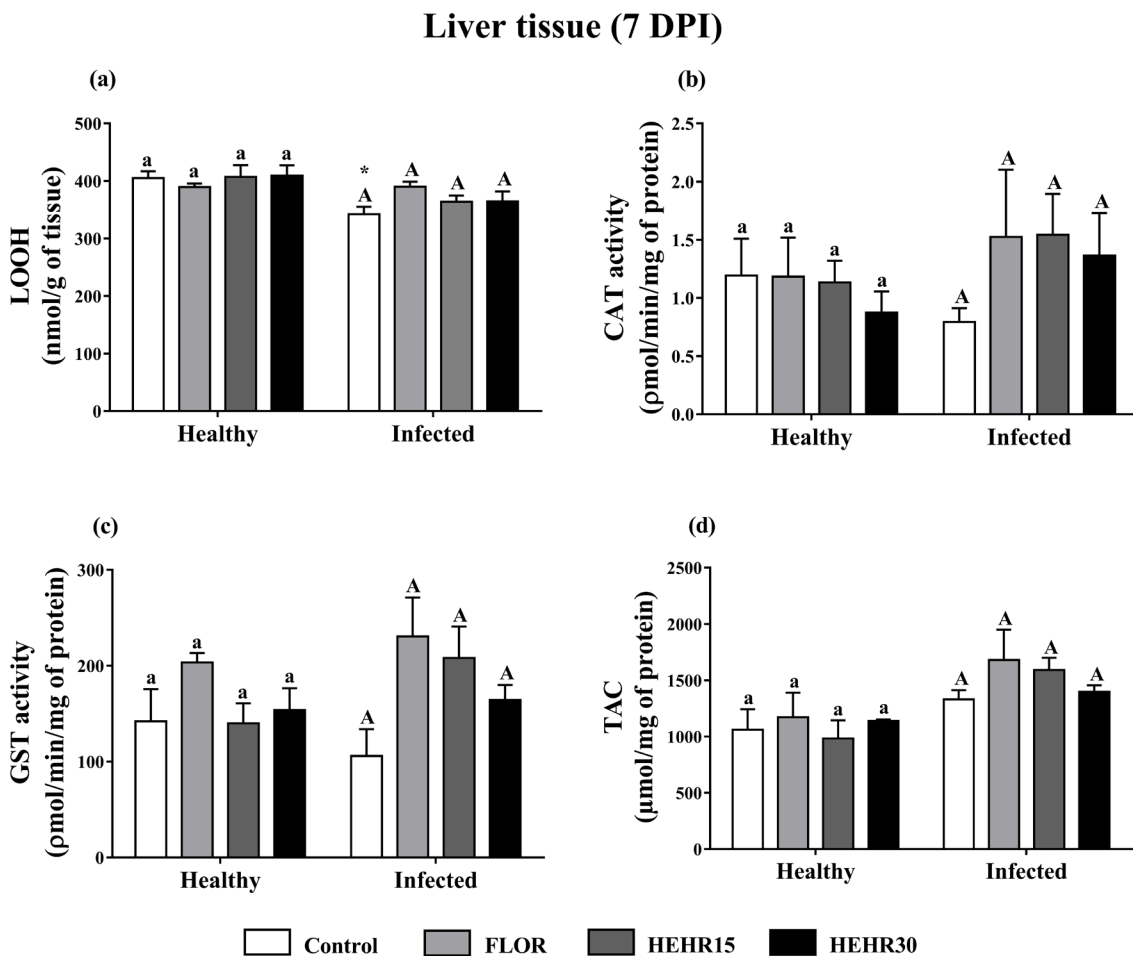 Liver tissue (7 DPI)
(a)
LOOH
(nmol/g of tissue)
500
400
300
200
100
0
a a a a
*
A A A A
Healthy Infected
(b)
CAT activity
(ρmol/min/mg of protein)
2.5
2.0
1.5
1.0
0.5
0.0
a a a a
A A A A
Healthy Infected
(c)
GST activity
(ρmol/min/mg of protein)
300
200
100
0
a a a a
A A A A
Healthy Infected
(d)
TAC
(µmol/mg of protein)
2500
2000
1500
1000
500
0
a a a a
A A A A
Healthy Infected
Control FLOR HEHR15 HEHR30